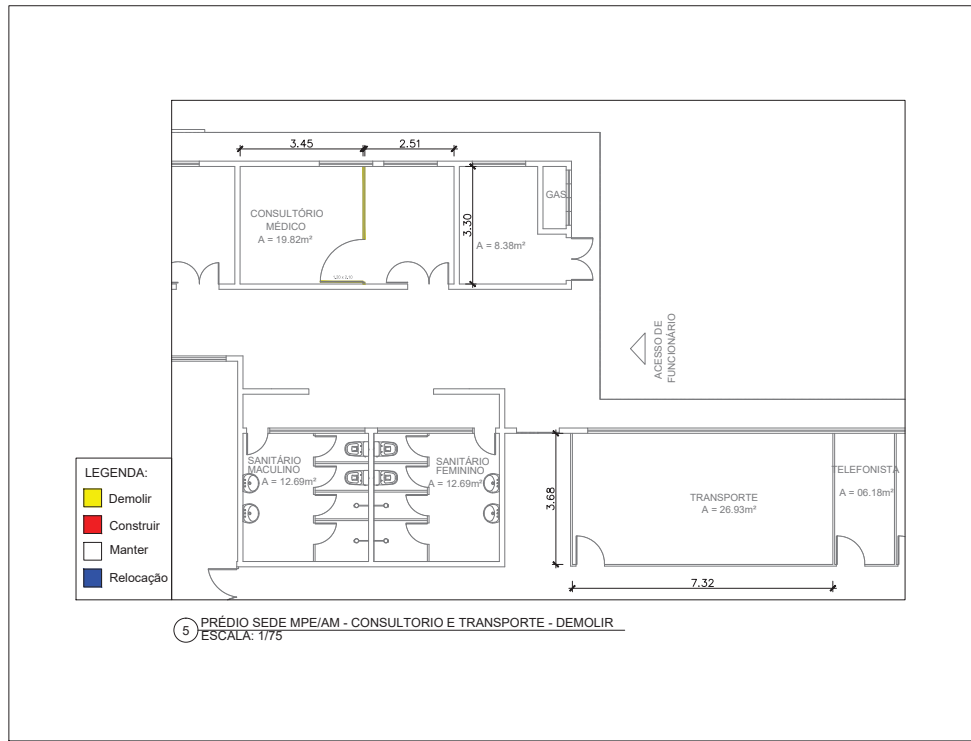 3.45
2.51
CONSULTÓRIO
MÉDICO
A = 19.82m²
3.30
GAS
A = 8.38m²
ACESSO DE
FUNCIONÁRIO
SANITÁRIO
MACULINO
A = 12.69m²
SANITÁRIO
FEMININO
A = 12.69m²
3.68
TRANSPORTE
A = 26.93m²
TELEFONISTA
A = 06.18m²
7.32
LEGENDA:
Demolir
Construir
Manter
Relocação
5
PRÉDIO SEDE MPE/AM - CONSULTORIO E TRANSPORTE - DEMOLIR
ESCALA: 1/75